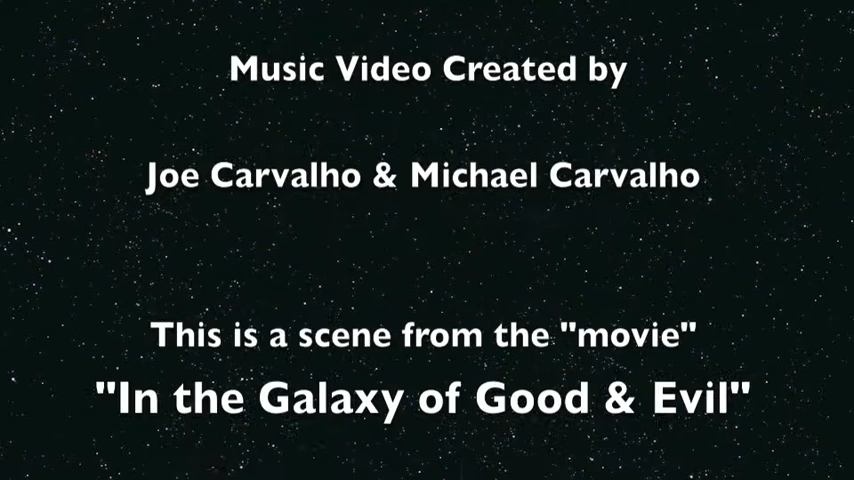 Music Video Created by
Joe Carvalho & Michael Carvalho
This is a scene from the "movie"
"In the Galaxy of Good & Evil"